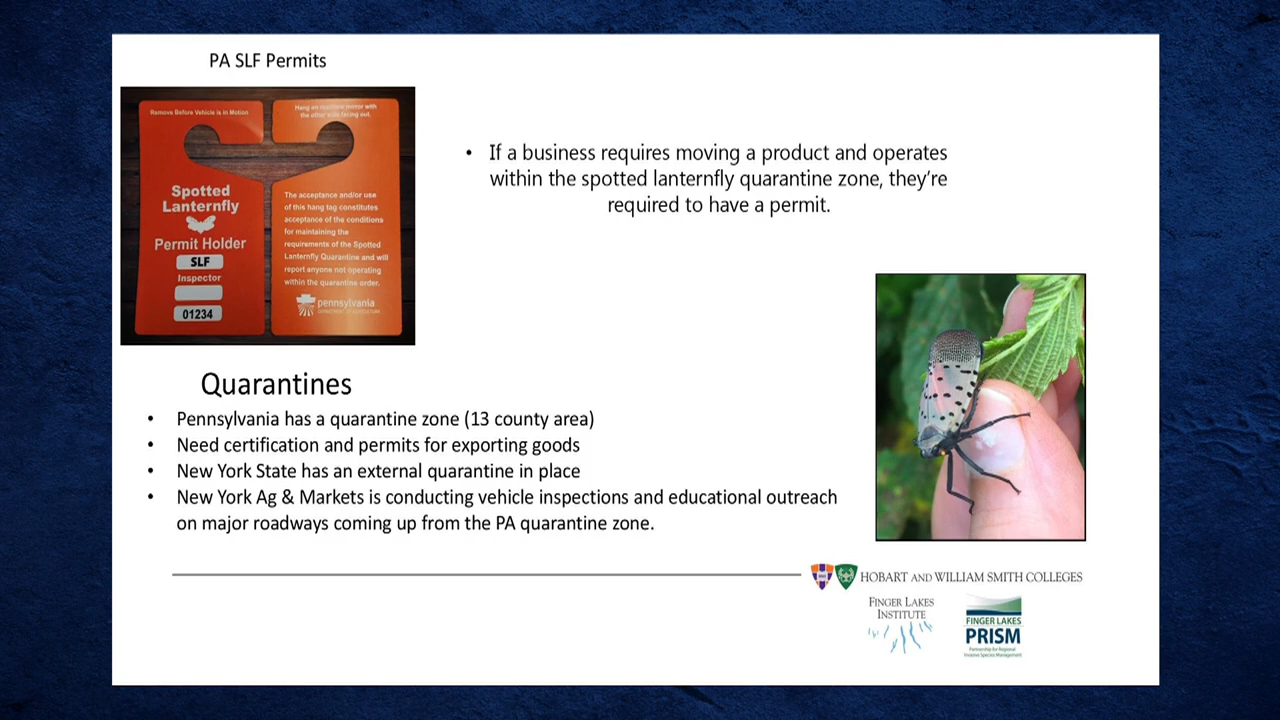 PA SLF Permits
Remove Before Vehicle is in Motion
Spotted
Lanternfly
Permit Holder
SLF
Inspector
01234
Hang on rearview mirror with
the other side facing out.
The acceptance and/or use
of this hang tag constitutes
acceptance of the conditions
for maintaining the
requirements of the Spotted
Lanternfly Quarantine and will
report anyone not operating
within the quarantine order.
pennsylvania
DEPARTMENT OF AGRICULTURE
• If a business requires moving a product and operates
within the spotted lanternfly quarantine zone, they’re
required to have a permit.
Quarantines
• Pennsylvania has a quarantine zone (13 county area)
• Need certification and permits for exporting goods
• New York State has an external quarantine in place
• New York Ag & Markets is conducting vehicle inspections and educational outreach
on major roadways coming up from the PA quarantine zone.
HOBART AND WILLIAM SMITH COLLEGES
FINGER LAKES
INSTITUTE
FINGER LAKES
PRISM
Partnership for Regional
Invasive Species Management